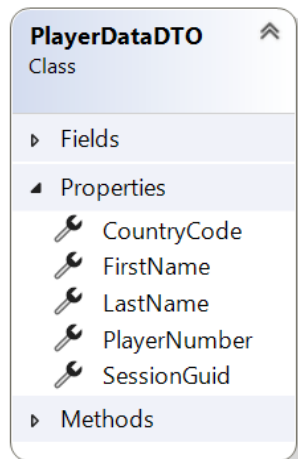 PlayerDataDTO
Class
Fields
Properties
CountryCode
FirstName
LastName
PlayerNumber
SessionGuid
Methods